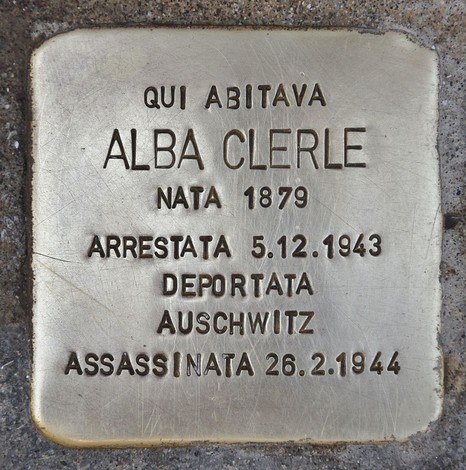 QUI ABITAVA
ALBA CLERLE
NATA 1879
ARRESTATA 5.12.1943
DEPORTATA
AUSCHWITZ
ASSASSINATA 26.2.1944